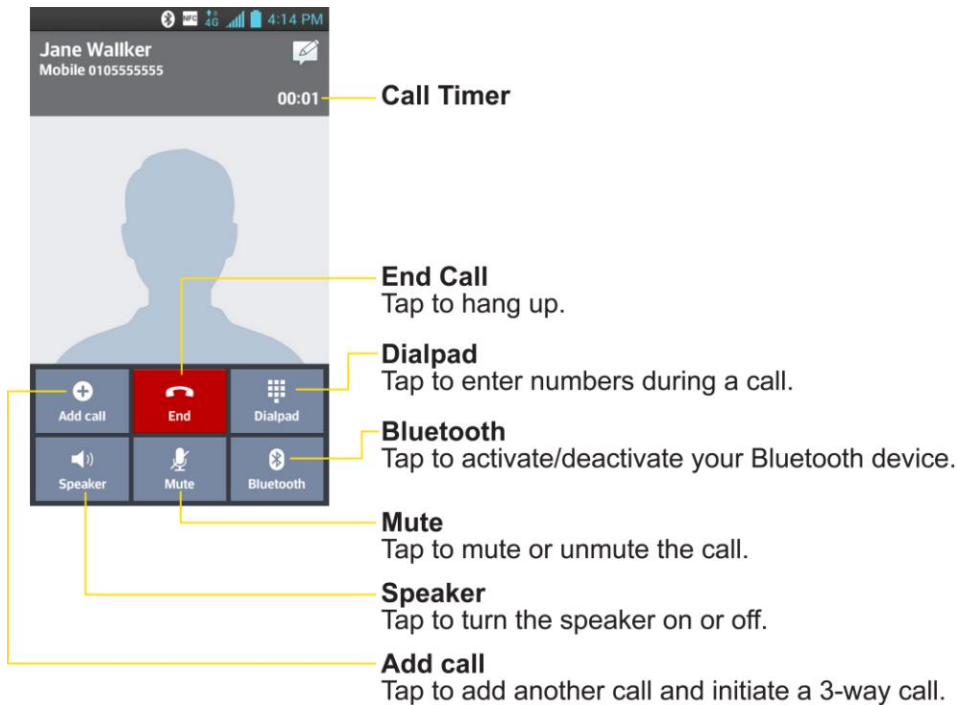 NFC 4G 4:14 PM
Jane Wallker
Mobile 0105555555
00:01
Call Timer
End Call
Tap to hang up.
Dialpad
Tap to enter numbers during a call.
Add call
End
Dialpad
Bluetooth
Tap to activate/deactivate your Bluetooth device.
Speaker
Mute
Bluetooth
Mute
Tap to mute or unmute the call.
Speaker
Tap to turn the speaker on or off.
Add call
Tap to add another call and initiate a 3-way call.